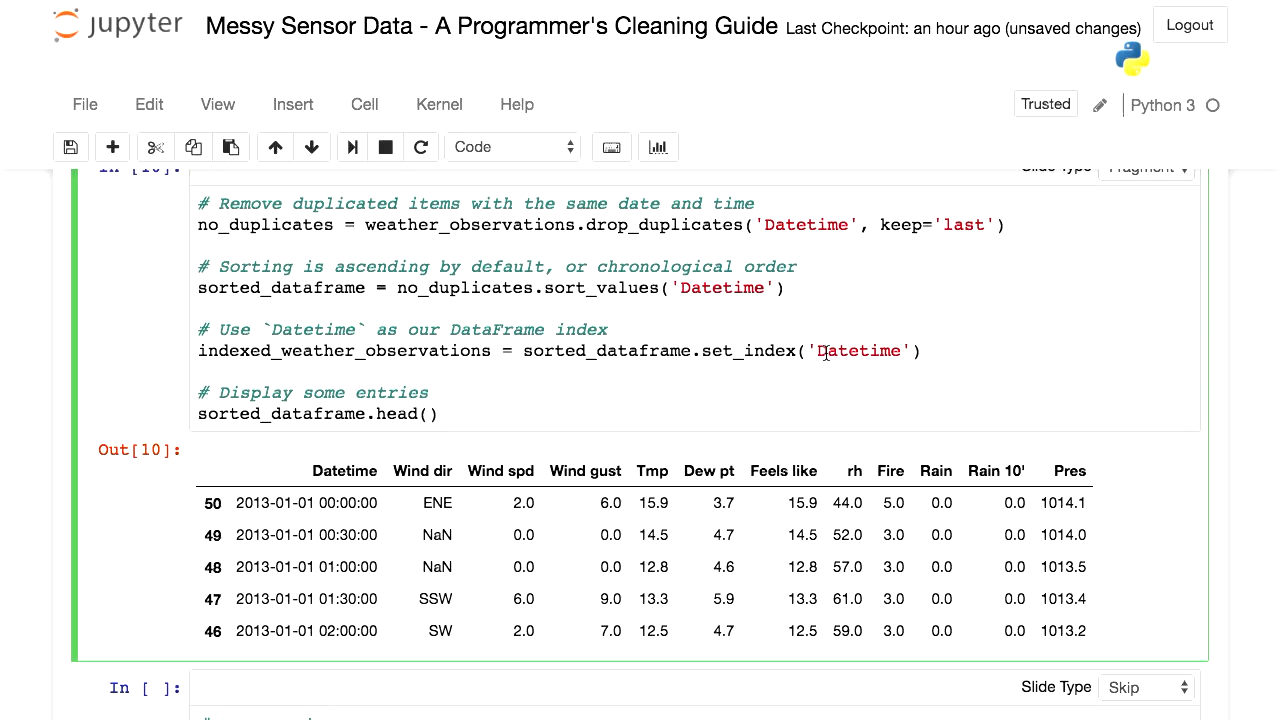 jupyter Messy Sensor Data - A Programmer's Cleaning Guide Last Checkpoint: an hour ago (unsaved changes) Logout
File Edit View Insert Cell Kernel Help Trusted Python 3
Code
In [10]: Slide Type Fragment
# Remove duplicated items with the same date and time
no_duplicates = weather_observations.drop_duplicates('Datetime', keep='last')
# Sorting is ascending by default, or chronological order
sorted_dataframe = no_duplicates.sort_values('Datetime')
# Use `Datetime` as our DataFrame index
indexed_weather_observations = sorted_dataframe.set_index('Datetime')
# Display some entries
sorted_dataframe.head()
Out[10]:
Datetime Wind dir Wind spd Wind gust Tmp Dew pt Feels like rh Fire Rain Rain 10' Pres
50 2013-01-01 00:00:00 ENE 2.0 6.0 15.9 3.7 15.9 44.0 5.0 0.0 0.0 1014.1
49 2013-01-01 00:30:00 NaN 0.0 0.0 14.5 4.7 14.5 52.0 3.0 0.0 0.0 1014.0
48 2013-01-01 01:00:00 NaN 0.0 0.0 12.8 4.6 12.8 57.0 3.0 0.0 0.0 1013.5
47 2013-01-01 01:30:00 SSW 6.0 9.0 13.3 5.9 13.3 61.0 3.0 0.0 0.0 1013.4
46 2013-01-01 02:00:00 SW 2.0 7.0 12.5 4.7 12.5 59.0 3.0 0.0 0.0 1013.2
In [ ]: Slide Type Skip